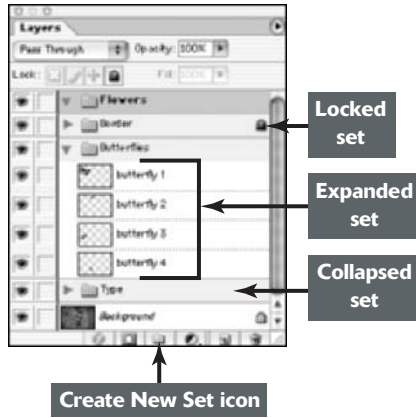 Layers
Pass Through Opacity: 100%
Lock: Fill: 100%
Flowers
Border
Butterflies
butterfly 1
butterfly 2
butterfly 3
butterfly 4
Type
Background
Locked
set
Expanded
set
Collapsed
set
Create New Set icon